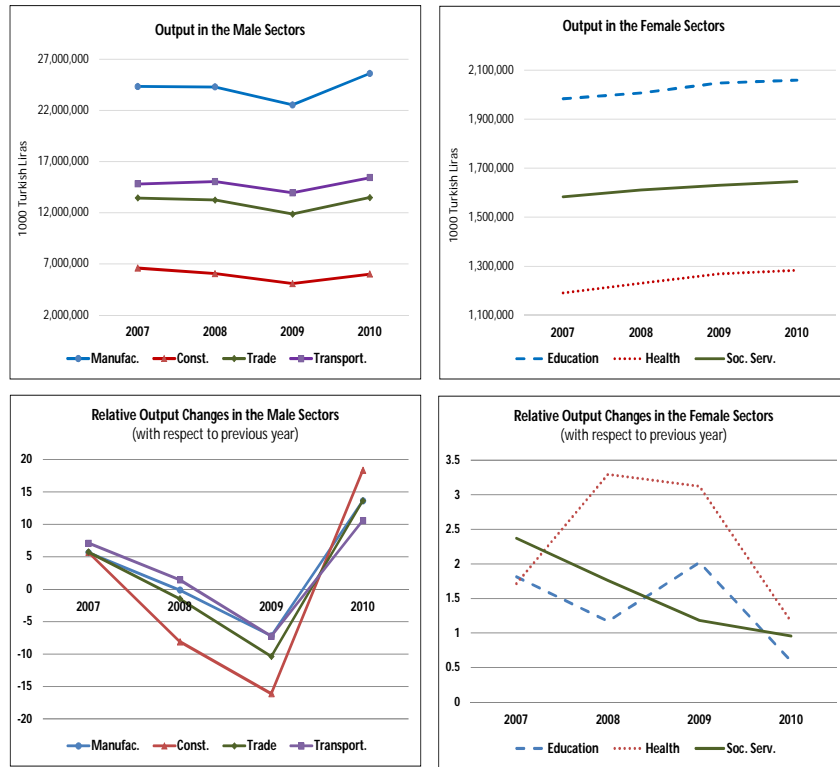 Output in the Male Sectors
1000 Turkish Liras
27,000,000
22,000,000
17,000,000
12,000,000
7,000,000
2,000,000
2007 2008 2009 2010
Manufac. Const. Trade Transport.
Output in the Female Sectors
1000 Turkish Liras
2,100,000
1,900,000
1,700,000
1,500,000
1,300,000
1,100,000
2007 2008 2009 2010
Education Health Soc. Serv.
Relative Output Changes in the Male Sectors
(with respect to previous year)
20
15
10
5
0
-5
-10
-15
-20
2007 2008 2009 2010
Manufac. Const. Trade Transport.
Relative Output Changes in the Female Sectors
(with respect to previous year)
3.5
3
2.5
2
1.5
1
0.5
0
2007 2008 2009 2010
Education Health Soc. Serv.